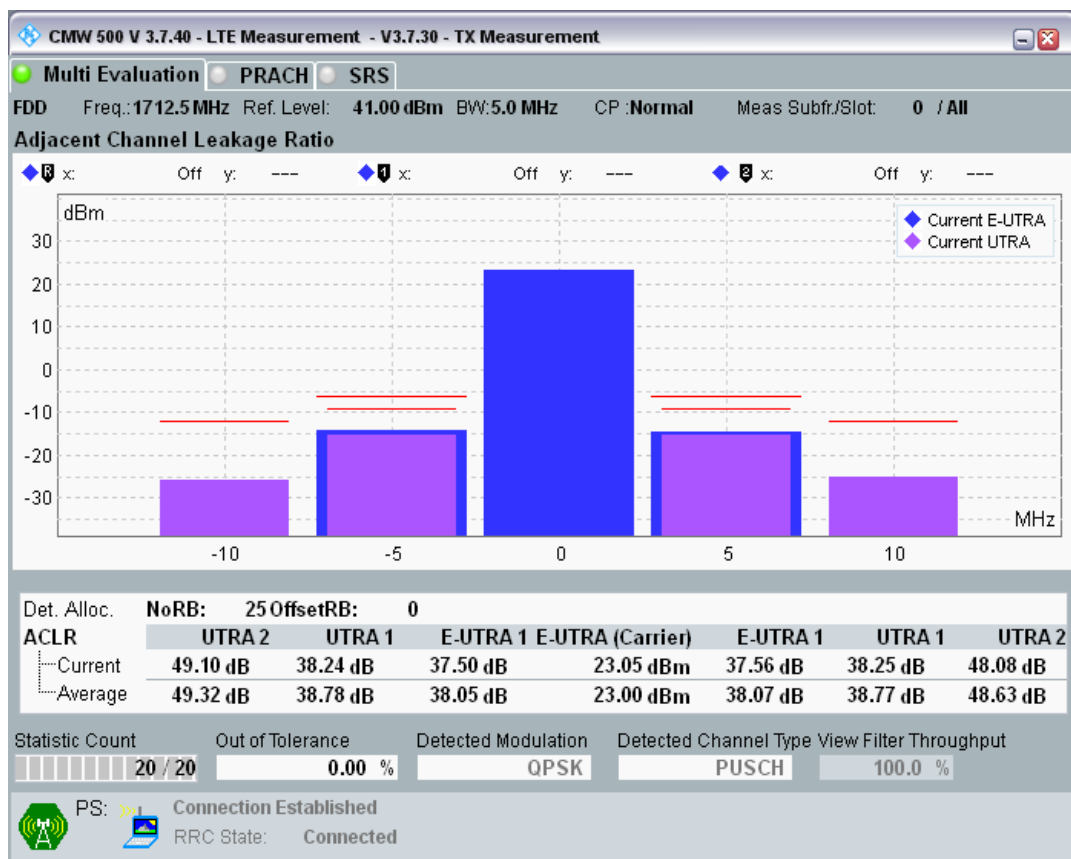 CMW 500 V 3.7.40 - LTE Measurement - V3.7.30 - TX Measurement
Multi Evaluation PRACH SRS
FDD Freq.:1712.5 MHz Ref. Level: 41.00 dBm BW:5.0 MHz CP :Normal Meas Subfr./Slot: 0 / All
Adjacent Channel Leakage Ratio
R x: Off y: --- 1 x: Off y: --- 2 x: Off y: ---
dBm
Current E-UTRA
Current UTRA
30
20
10
0
-10
-20
-30
MHz
-10 -5 0 5 10
Det. Alloc. NoRB: 25 OffsetRB: 0
ACLR UTRA 2 UTRA 1 E-UTRA 1 E-UTRA (Carrier) E-UTRA 1 UTRA 1 UTRA 2
Current 49.10 dB 38.24 dB 37.50 dB 23.05 dBm 37.56 dB 38.25 dB 48.08 dB
Average 49.32 dB 38.78 dB 38.05 dB 23.00 dBm 38.07 dB 38.77 dB 48.63 dB
Statistic Count Out of Tolerance Detected Modulation Detected Channel Type View Filter Throughput
20 / 20 0.00 % QPSK PUSCH 100.0 %
PS: Connection Established
RRC State: Connected